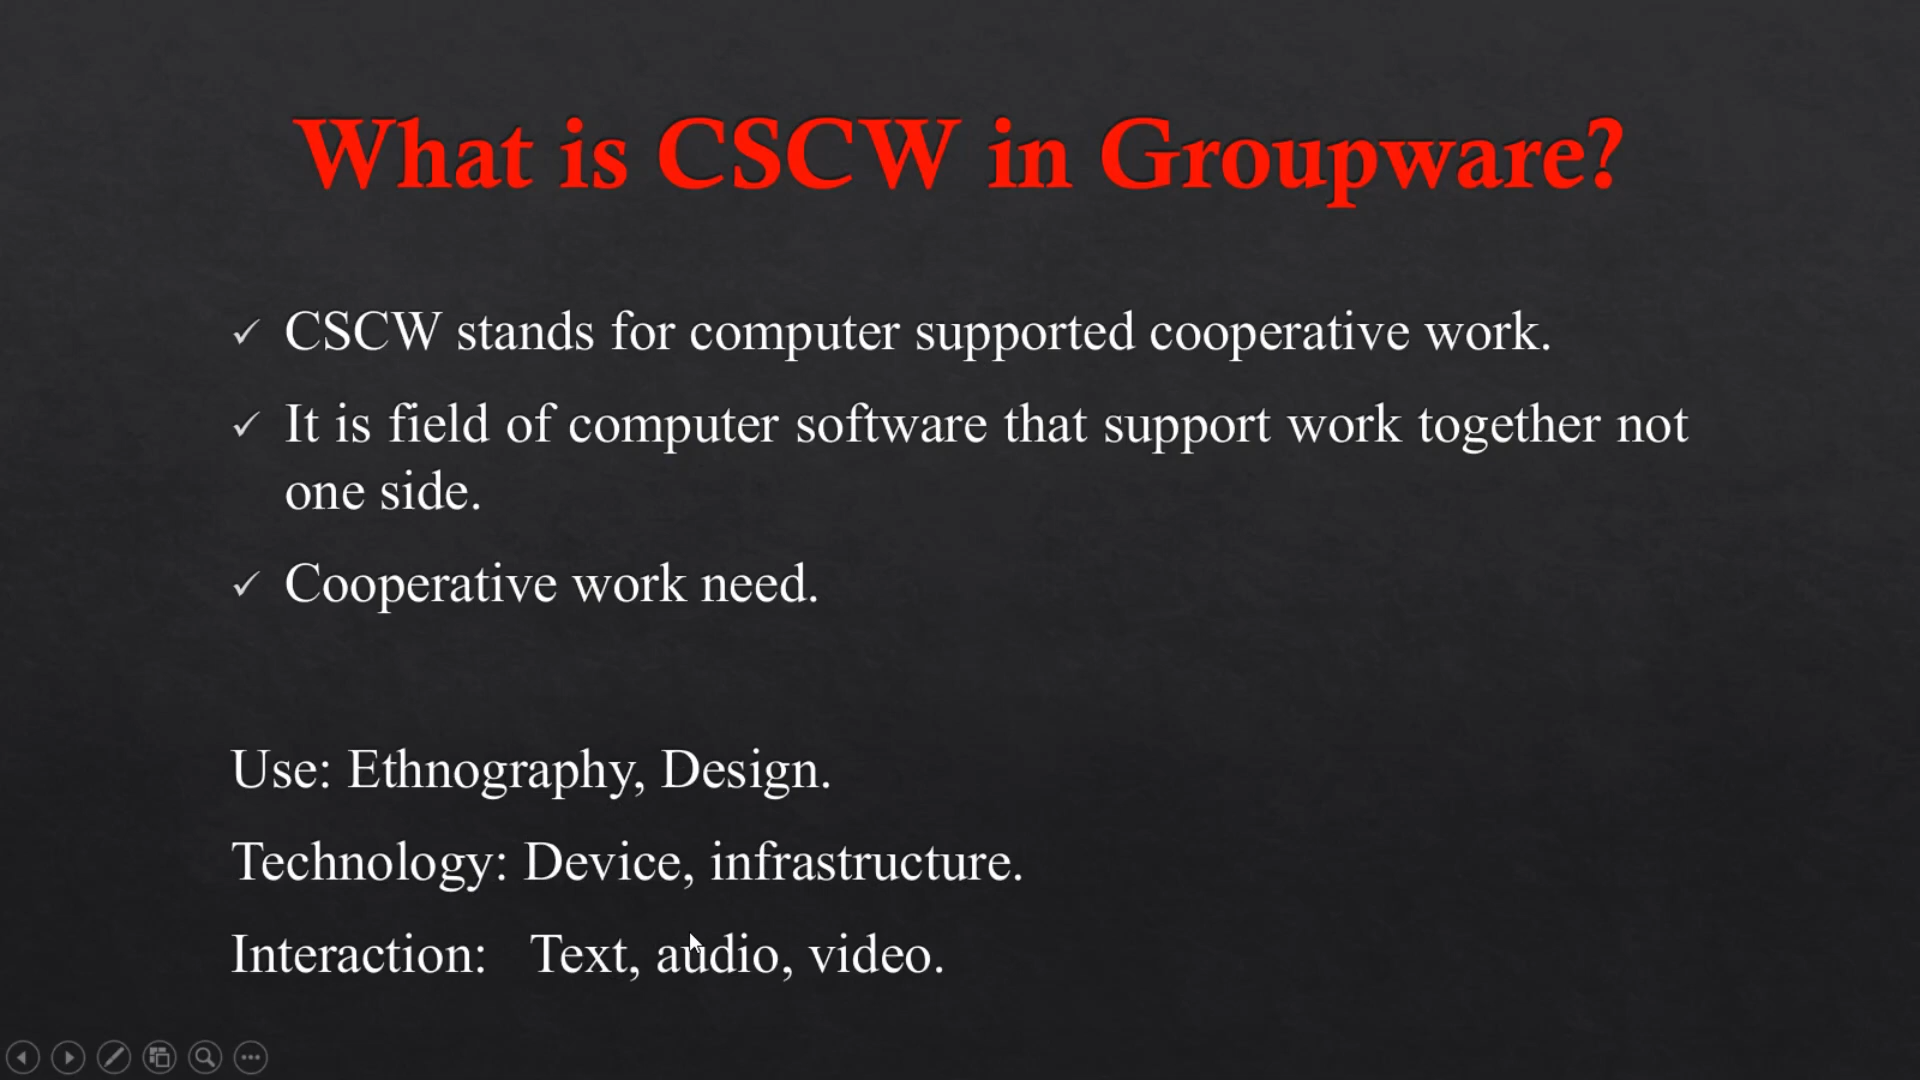 What is CSCW in Groupware?
✓ CSCW stands for computer supported cooperative work.
✓ It is field of computer software that support work together not
one side.
✓ Cooperative work need.
Use: Ethnography, Design.
Technology: Device, infrastructure.
Interaction: Text, audio, video.